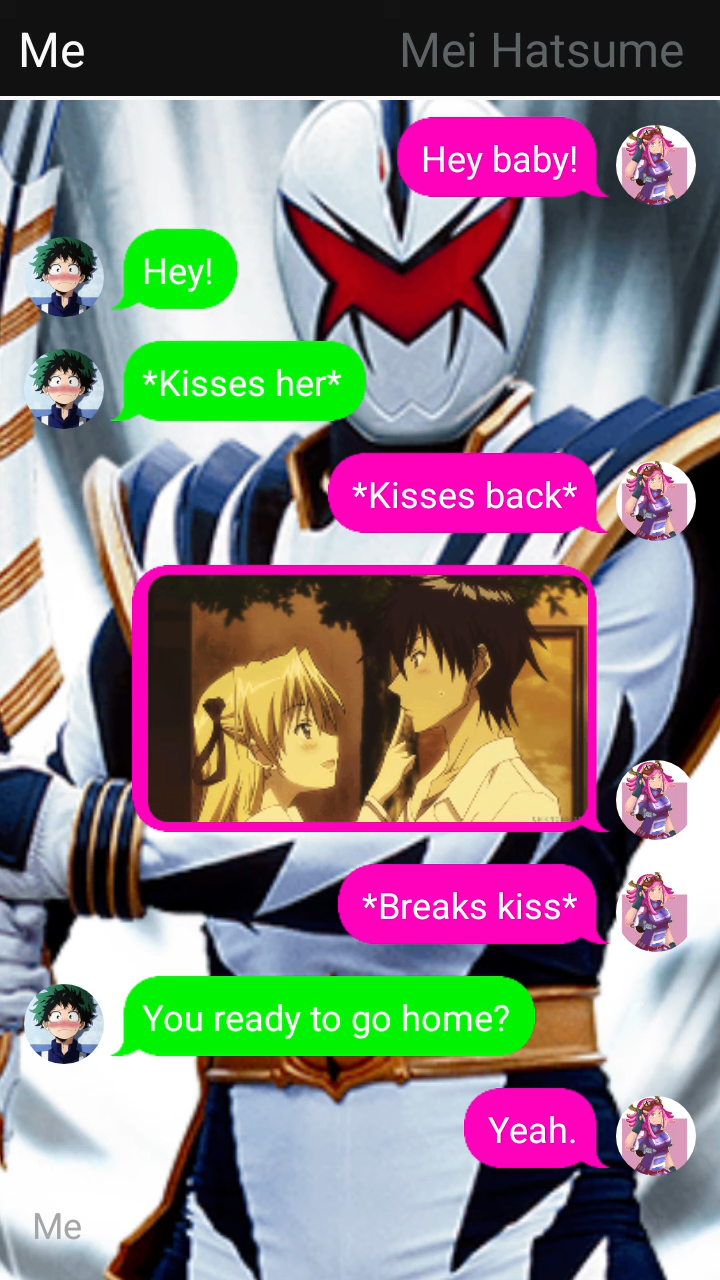 Me
Mei Hatsume
Hey baby!
Hey!
*Kisses her*
*Kisses back*
*Breaks kiss*
You ready to go home?
Yeah.
Me